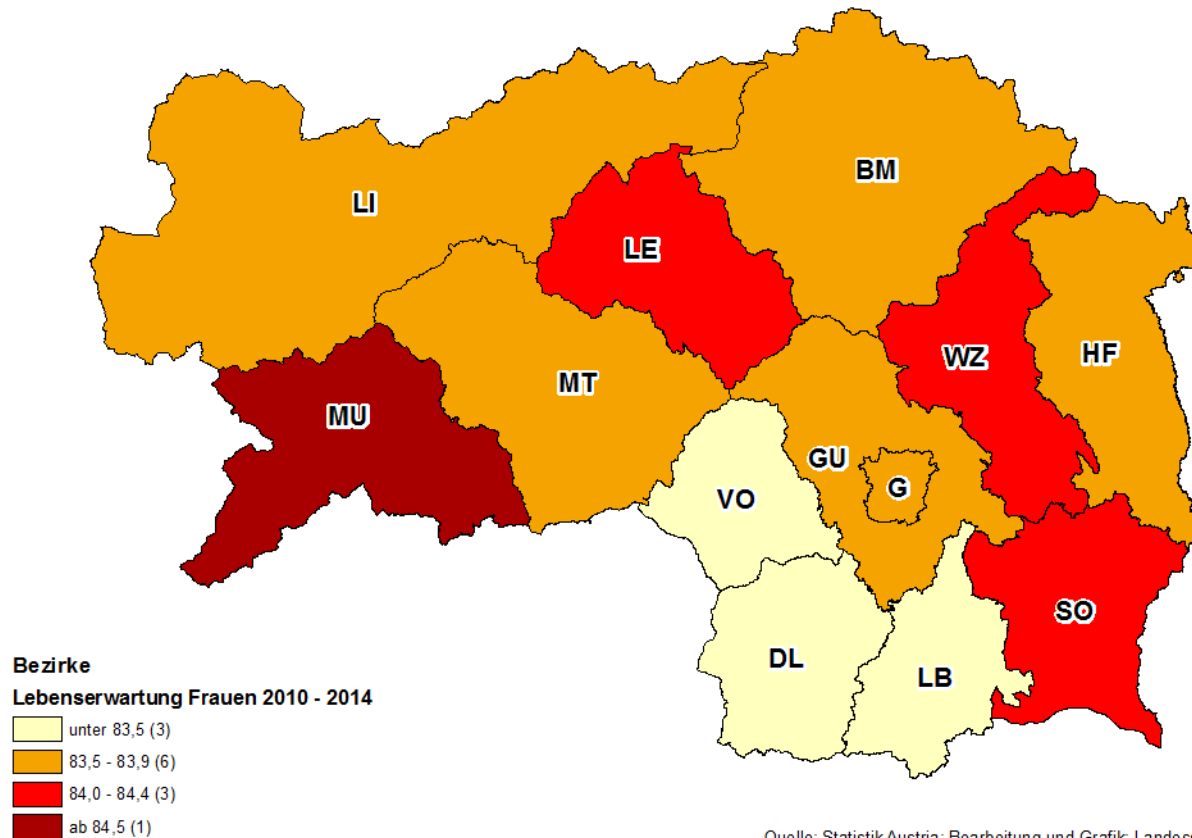 LI
BM
LE
WZ
HF
MT
MU
GU
G
VO
SO
DL
LB
Bezirke
Lebenserwartung Frauen 2010 - 2014
unter 83,5 (3)
83,5 - 83,9 (6)
84,0 - 84,4 (3)
ab 84,5 (1)
Quelle: Statistik Austria; Bearbeitung und Grafik: